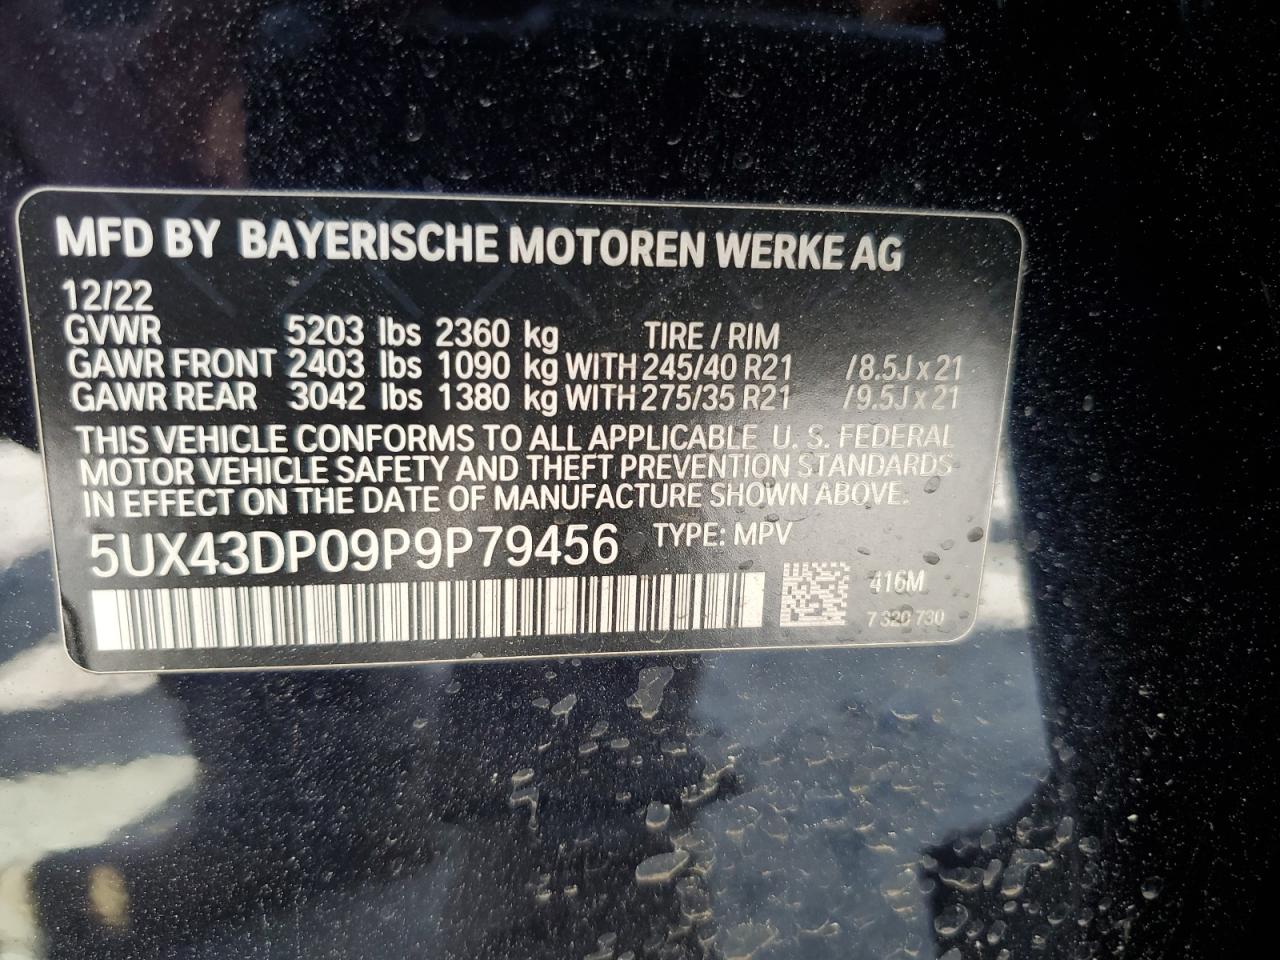 MFD BY BAYERISCHE MOTOREN WERKE AG
12/22
GVWR 5203 lbs 2360 kg TIRE / RIM
GAWR FRONT 2403 lbs 1090 kg WITH 245/40 R21 /8.5J x 21
GAWR REAR 3042 lbs 1380 kg WITH 275/35 R21 /9.5J x 21
THIS VEHICLE CONFORMS TO ALL APPLICABLE U. S. FEDERAL
MOTOR VEHICLE SAFETY AND THEFT PREVENTION STANDARDS
IN EFFECT ON THE DATE OF MANUFACTURE SHOWN ABOVE.
5UX43DP09P9P79456 TYPE: MPV
416M
7 320 730